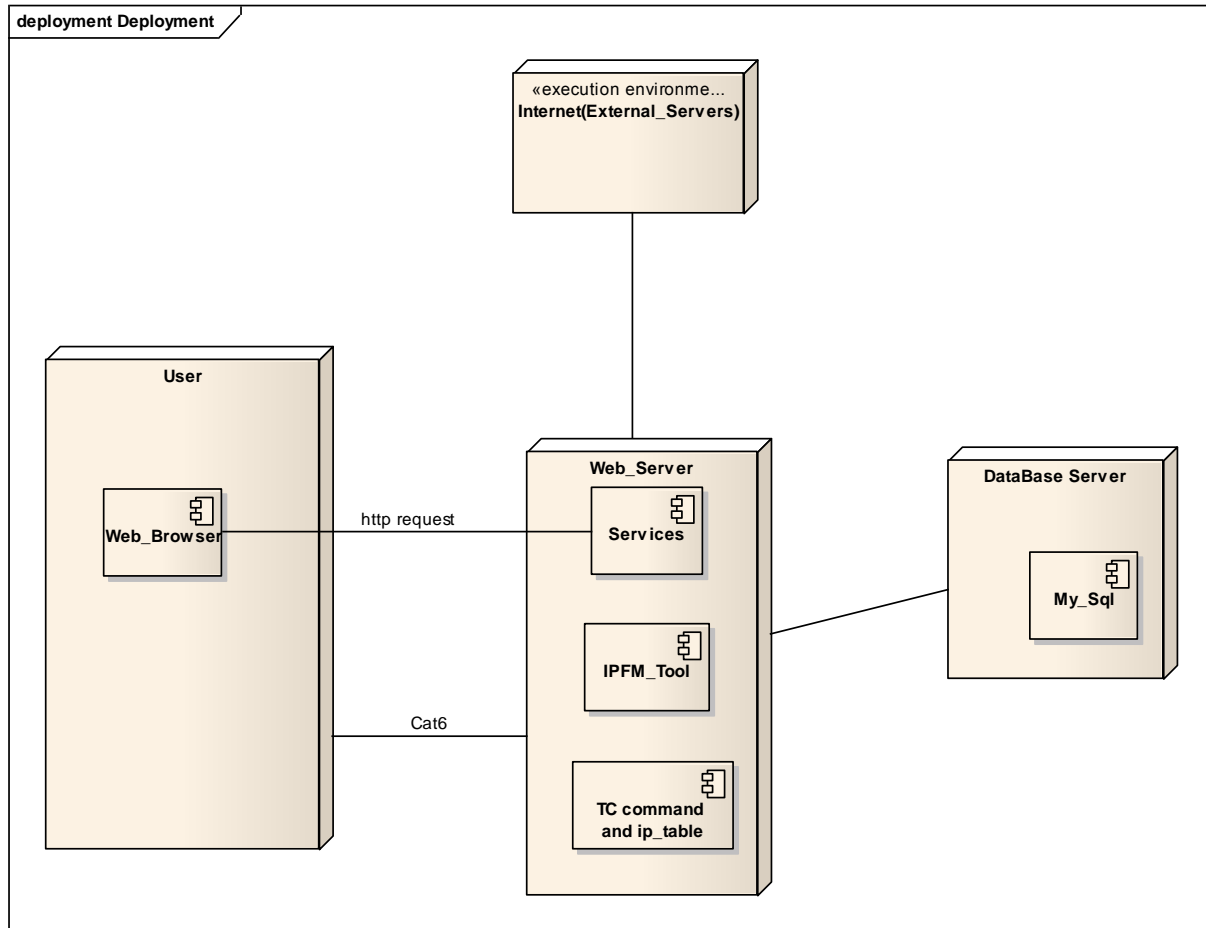 deployment Deployment
«execution environme...
Internet(External_Servers)
User
Web_Browser
http request
Cat6
Web_Server
Services
IPFM_Tool
TC command
and ip_table
DataBase Server
My_Sql